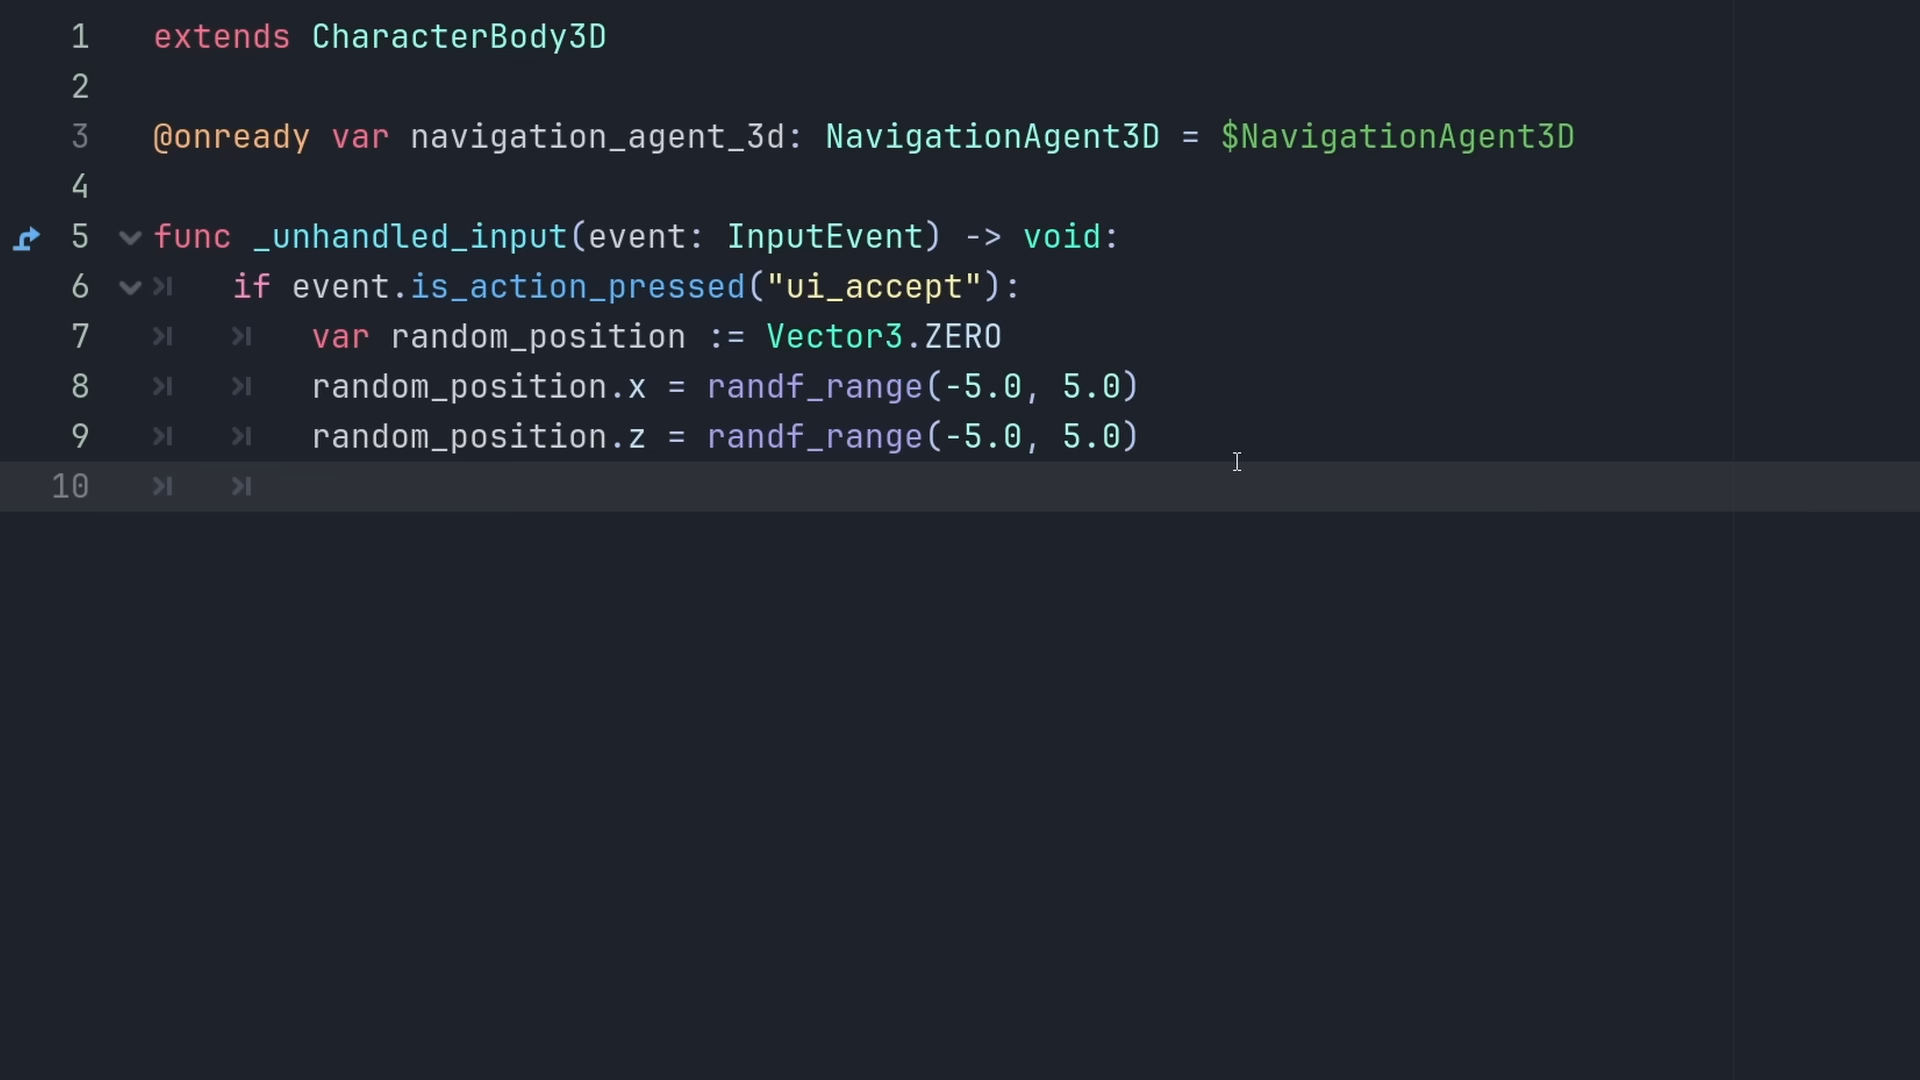 1 extends CharacterBody3D
2
3 @onready var navigation_agent_3d: NavigationAgent3D = $NavigationAgent3D
4
5 func _unhandled_input(event: InputEvent) -> void:
6 if event.is_action_pressed("ui_accept"):
7 var random_position := Vector3.ZERO
8 random_position.x = randf_range(-5.0, 5.0)
9 random_position.z = randf_range(-5.0, 5.0)
10